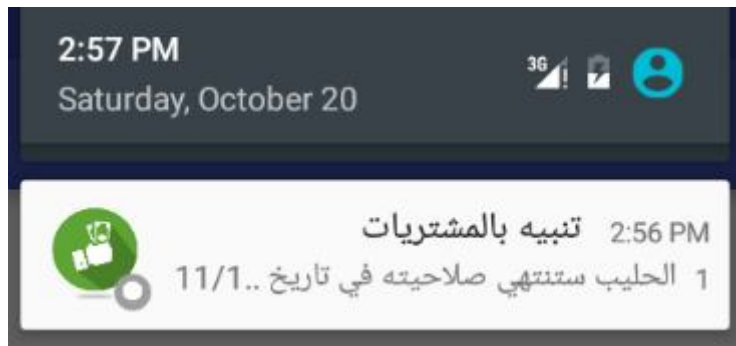 2:57 PM
3G
Saturday, October 20
تنبيه بالمشتريات 2:56 PM
الحليب ستنتهي صلاحيته في تاريخ ..11/1 1